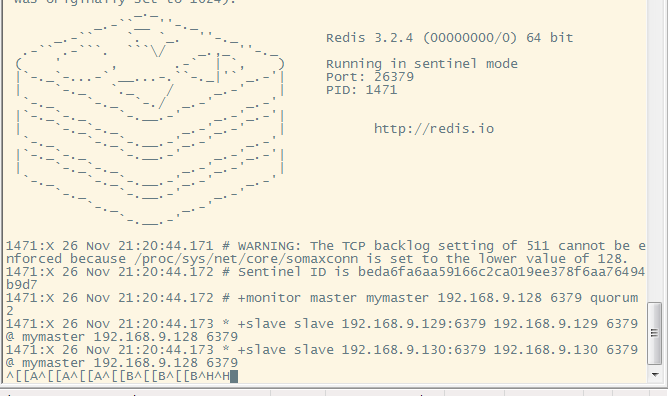 was originally set to 1024).
Redis 3.2.4 (00000000/0) 64 bit
Running in sentinel mode
Port: 26379
PID: 1471
http://redis.io
1471:X 26 Nov 21:20:44.171 # WARNING: The TCP backlog setting of 511 cannot be e
nforced because /proc/sys/net/core/somaxconn is set to the lower value of 128.
1471:X 26 Nov 21:20:44.172 # Sentinel ID is beda6fa6aa59166c2ca019ee378f6aa76494
b9d7
1471:X 26 Nov 21:20:44.172 # +monitor master mymaster 192.168.9.128 6379 quorum
2
1471:X 26 Nov 21:20:44.173 * +slave slave 192.168.9.129:6379 192.168.9.129 6379
@ mymaster 192.168.9.128 6379
1471:X 26 Nov 21:20:44.173 * +slave slave 192.168.9.130:6379 192.168.9.130 6379
@ mymaster 192.168.9.128 6379
^[[A^[[A^[[A^[[B^[[B^[[B^H^H